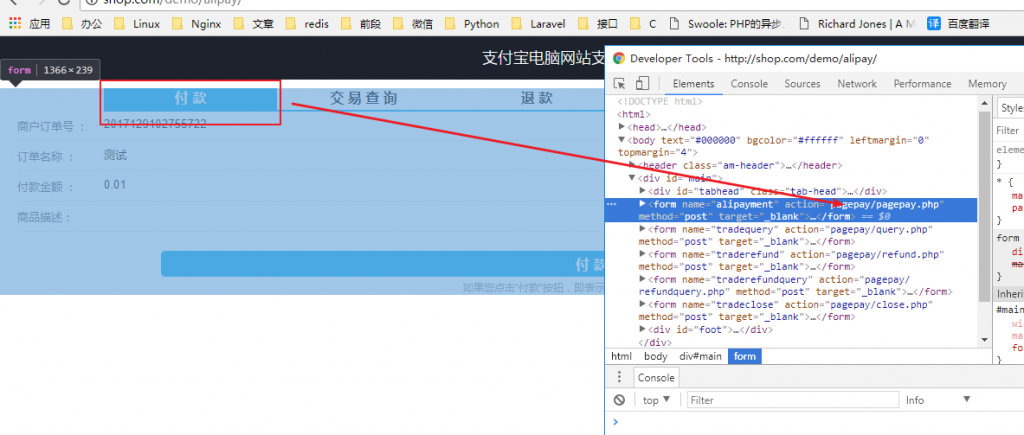 shop.com/demo/alipay/
应用 办公 Linux Nginx 文章 redis 前段 微信 Python Laravel 接口 C Swoole: PHP的异步 Richard Jones | A M 译 百度翻译
支付宝电脑网站支
form | 1366×239
付 款 交 易 查 询 退 款
商户订单号 : 2017129102755722
订单名称 : 测试
付款金额 : 0.01
商品描述 :
付 款
如果您点击“付款”按钮，即表示
Developer Tools - http://shop.com/demo/alipay/
Elements Console Sources Network Performance Memory
<!DOCTYPE html>
<html>
▶<head>…</head>
▼<body text="#000000" bgcolor="#ffffff" leftmargin="0"
topmargin="4">
▶<header class="am-header">…</header>
▼<div id="main">
▶<div id="tabhead" class="tab-head">…</div>
▶<form name="alipayment" action="pagepay/pagepay.php"
method="post" target="_blank">…</form> == $0
▶<form name="tradequery" action="pagepay/query.php"
method="post" target="_blank">…</form>
▶<form name="traderefund" action="pagepay/refund.php"
method="post" target="_blank">…</form>
▶<form name="traderefundquery" action="pagepay/
refundquery.php" method="post" target="_blank">…</form>
▶<form name="tradeclose" action="pagepay/close.php"
method="post" target="_blank">…</form>
▶<div id="foot">…</div>
</div>
html body div#main form
Styles
Filter
eleme
}
* {
ma
pa
}
form
di
ma
}
Inherit
#main
wi
ma
fo
}
Console
top ▼ Filter Info ▼